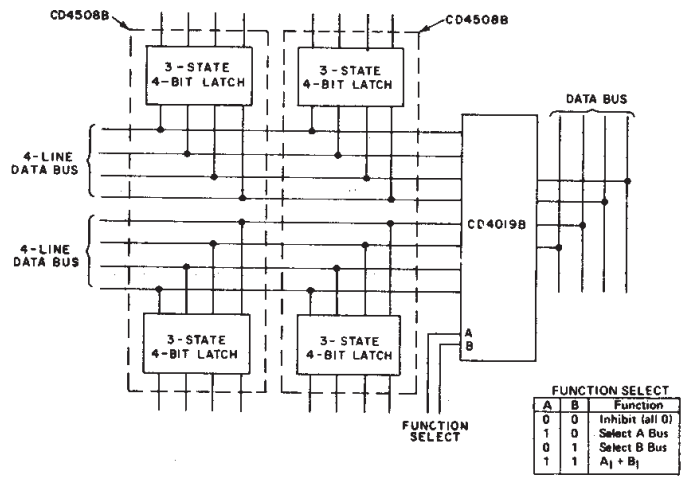 CD4508B
CD4508B
3-STATE
4-BIT LATCH
3-STATE
4-BIT LATCH
DATA BUS
4-LINE
DATA BUS
CD4019B
4-LINE
DATA BUS
3-STATE
4-BIT LATCH
3-STATE
4-BIT LATCH
A
B
FUNCTION
SELECT
FUNCTION SELECT
A B Function
0 0 Inhibit (all 0)
1 0 Select A Bus
0 1 Select B Bus
1 1 A1 + B1